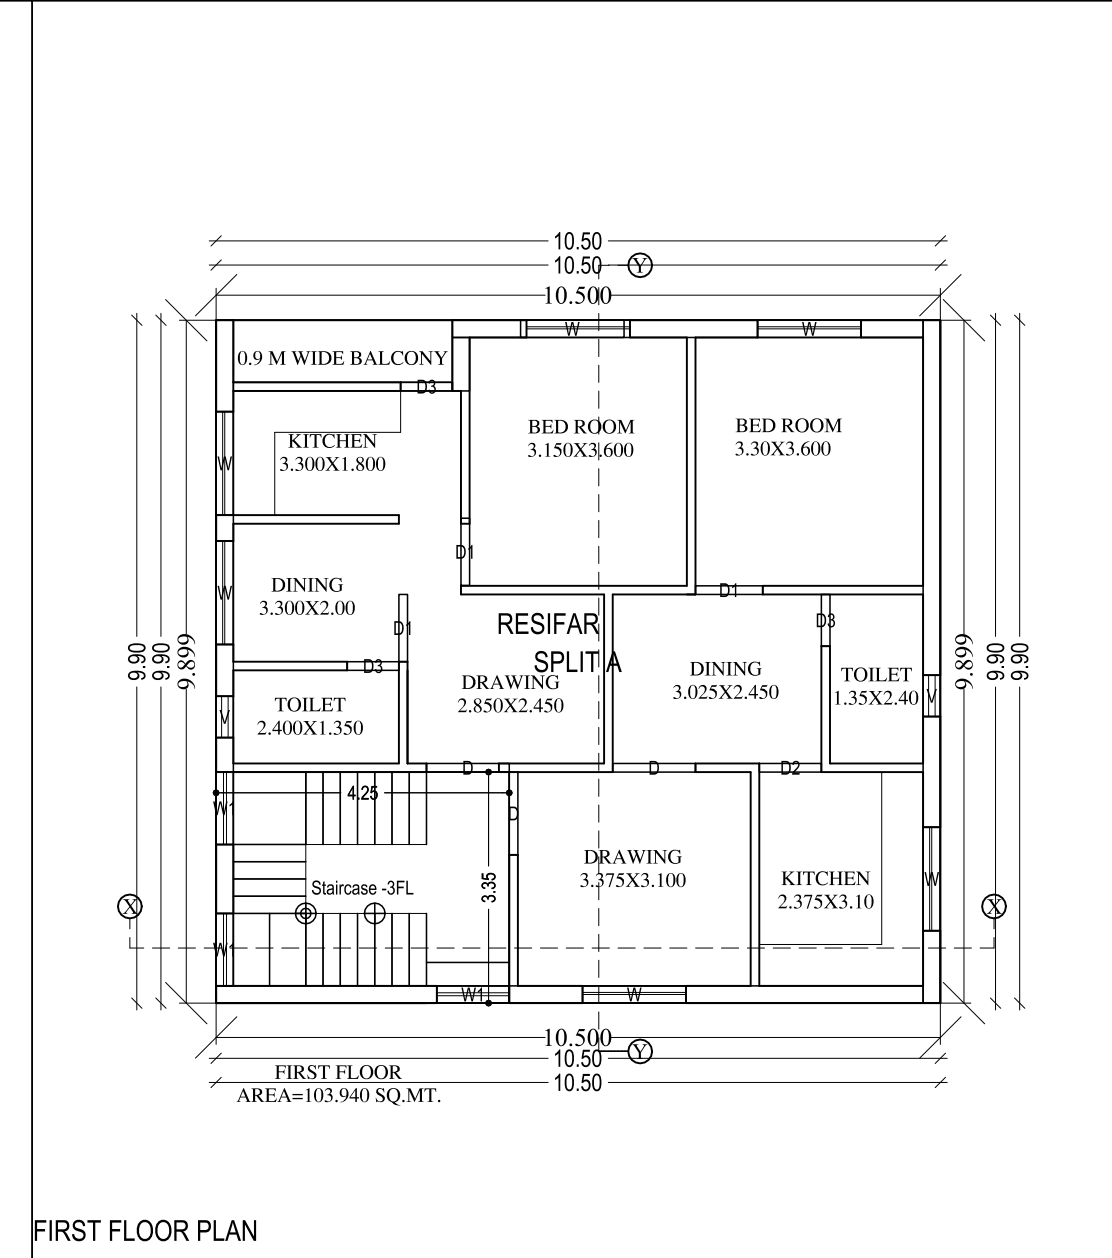 10.50
10.50
Y
10.500
W
W
0.9 M WIDE BALCONY
D3
BED ROOM
3.150X3.600
BED ROOM
3.30X3.600
KITCHEN
3.300X1.800
W
D1
DINING
3.300X2.00
W
D1
D1
D3
RESIFAR
SPLIT A
9.90
9.90
9.899
9.899
9.90
9.90
D3
TOILET
2.400X1.350
V
DRAWING
2.850X2.450
DINING
3.025X2.450
TOILET
1.35X2.40
V
D
D
D2
4.25
W1
D
3.35
Staircase -3FL
DRAWING
3.375X3.100
KITCHEN
2.375X3.10
W
X
X
W1
W1
W
10.500
Y
10.50
10.50
FIRST FLOOR
AREA=103.940 SQ.MT.
FIRST FLOOR PLAN